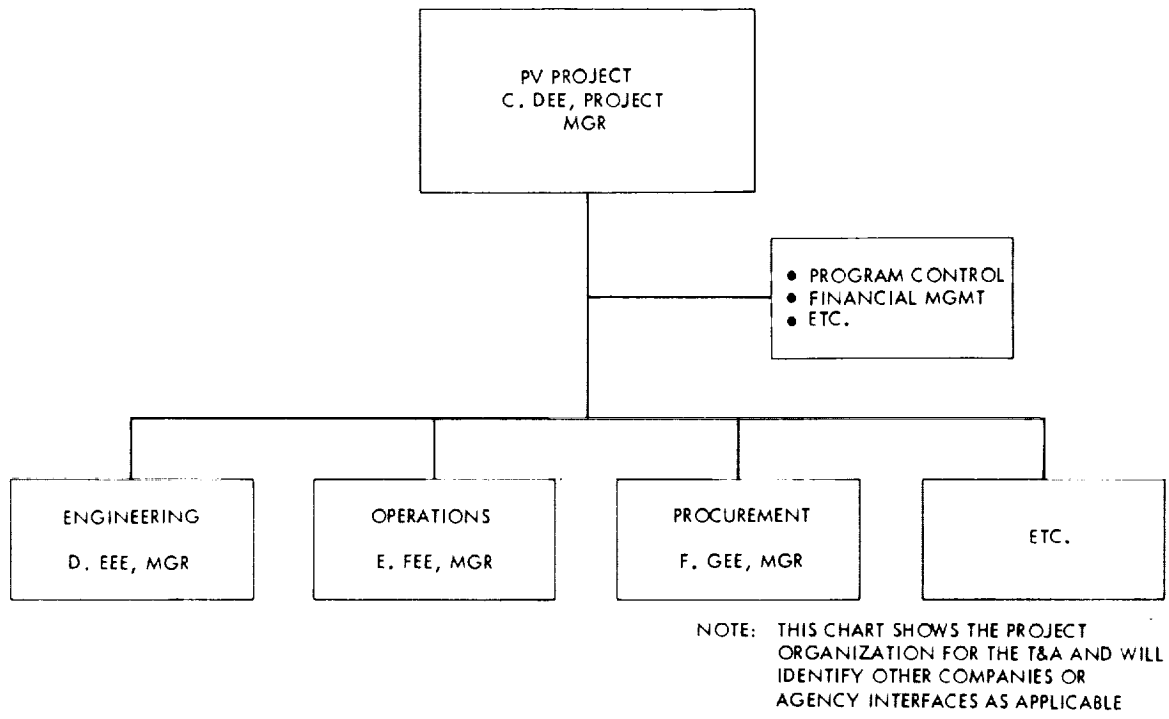 PV PROJECT
C. DEE, PROJECT
MGR
● PROGRAM CONTROL
● FINANCIAL MGMT
● ETC.
ENGINEERING
D. EEE, MGR
OPERATIONS
E. FEE, MGR
PROCUREMENT
F. GEE, MGR
ETC.
NOTE: THIS CHART SHOWS THE PROJECT
ORGANIZATION FOR THE T&A AND WILL
IDENTIFY OTHER COMPANIES OR
AGENCY INTERFACES AS APPLICABLE